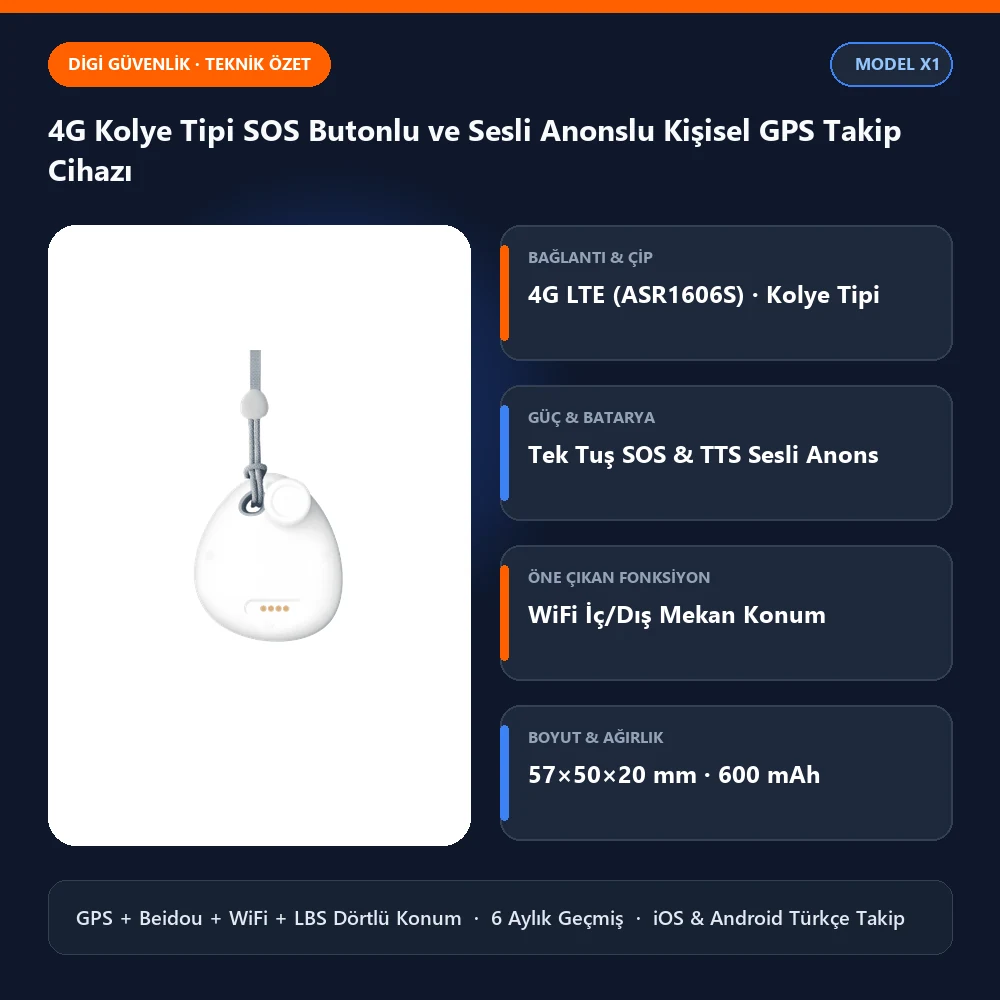 DİGİ GÜVENLİK · TEKNİK ÖZET
MODEL X1
4G Kolye Tipi SOS Butonlu ve Sesli Anonslu Kişisel GPS Takip
Cihazı
BAĞLANTI & ÇİP
4G LTE (ASR1606S) · Kolye Tipi
GÜÇ & BATARYA
Tek Tuş SOS & TTS Sesli Anons
ÖNE ÇIKAN FONKSİYON
WiFi İç/Dış Mekan Konum
BOYUT & AĞIRLIK
57×50×20 mm · 600 mAh
GPS + Beidou + WiFi + LBS Dörtlü Konum · 6 Aylık Geçmiş · iOS & Android Türkçe Takip